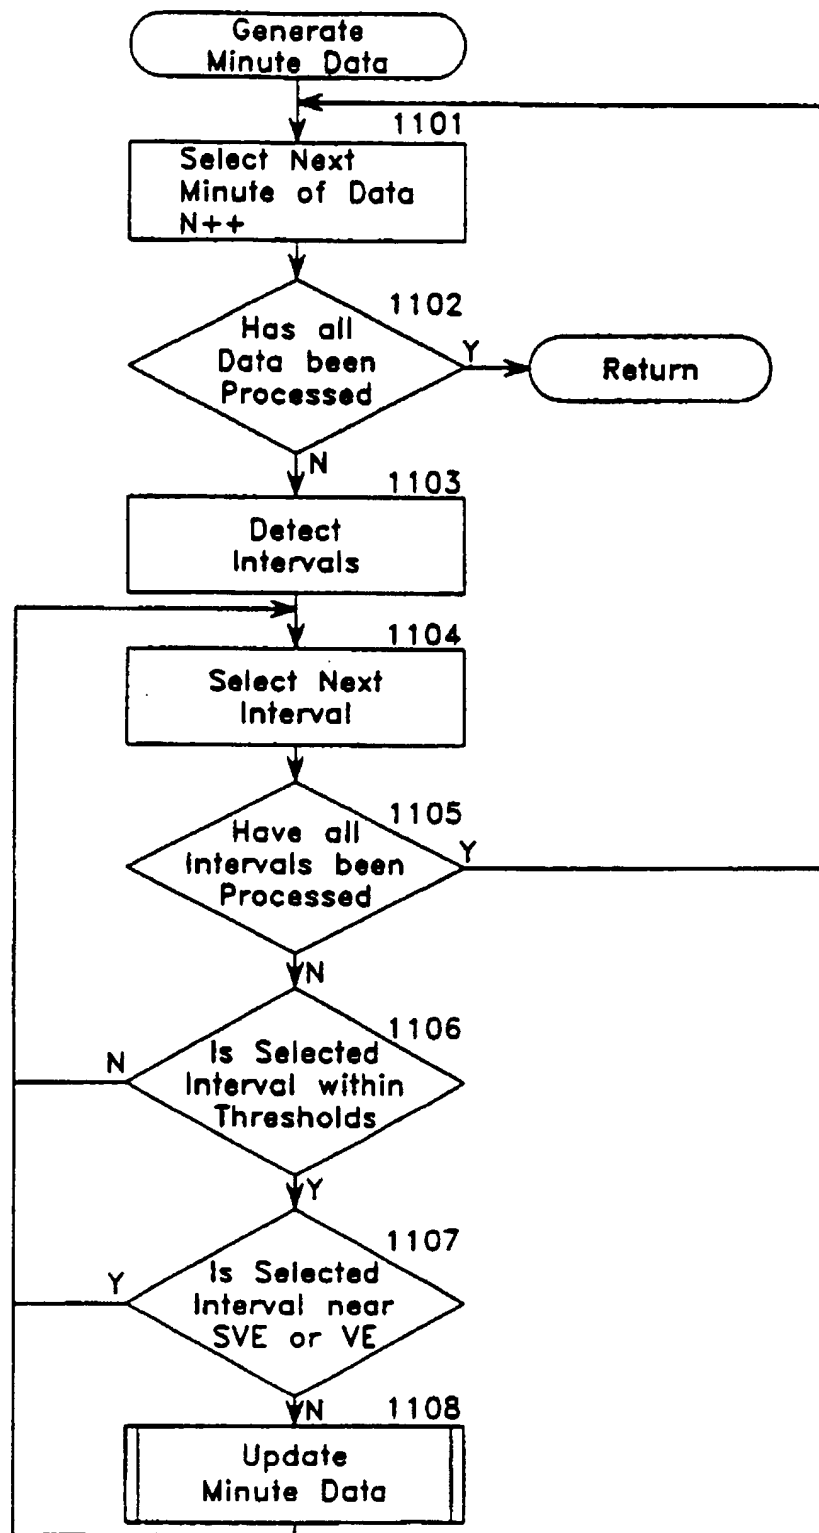 Generate
Minute Data
1101
Select Next
Minute of Data
N++
1102
Has all
Data been
Processed
Y
Return
N
1103
Detect
Intervals
1104
Select Next
Interval
1105
Have all
Intervals been
Processed
Y
N
1106
Is Selected
Interval within
Thresholds
N
Y
1107
Is Selected
Interval near
SVE or VE
Y
N
1108
Update
Minute Data